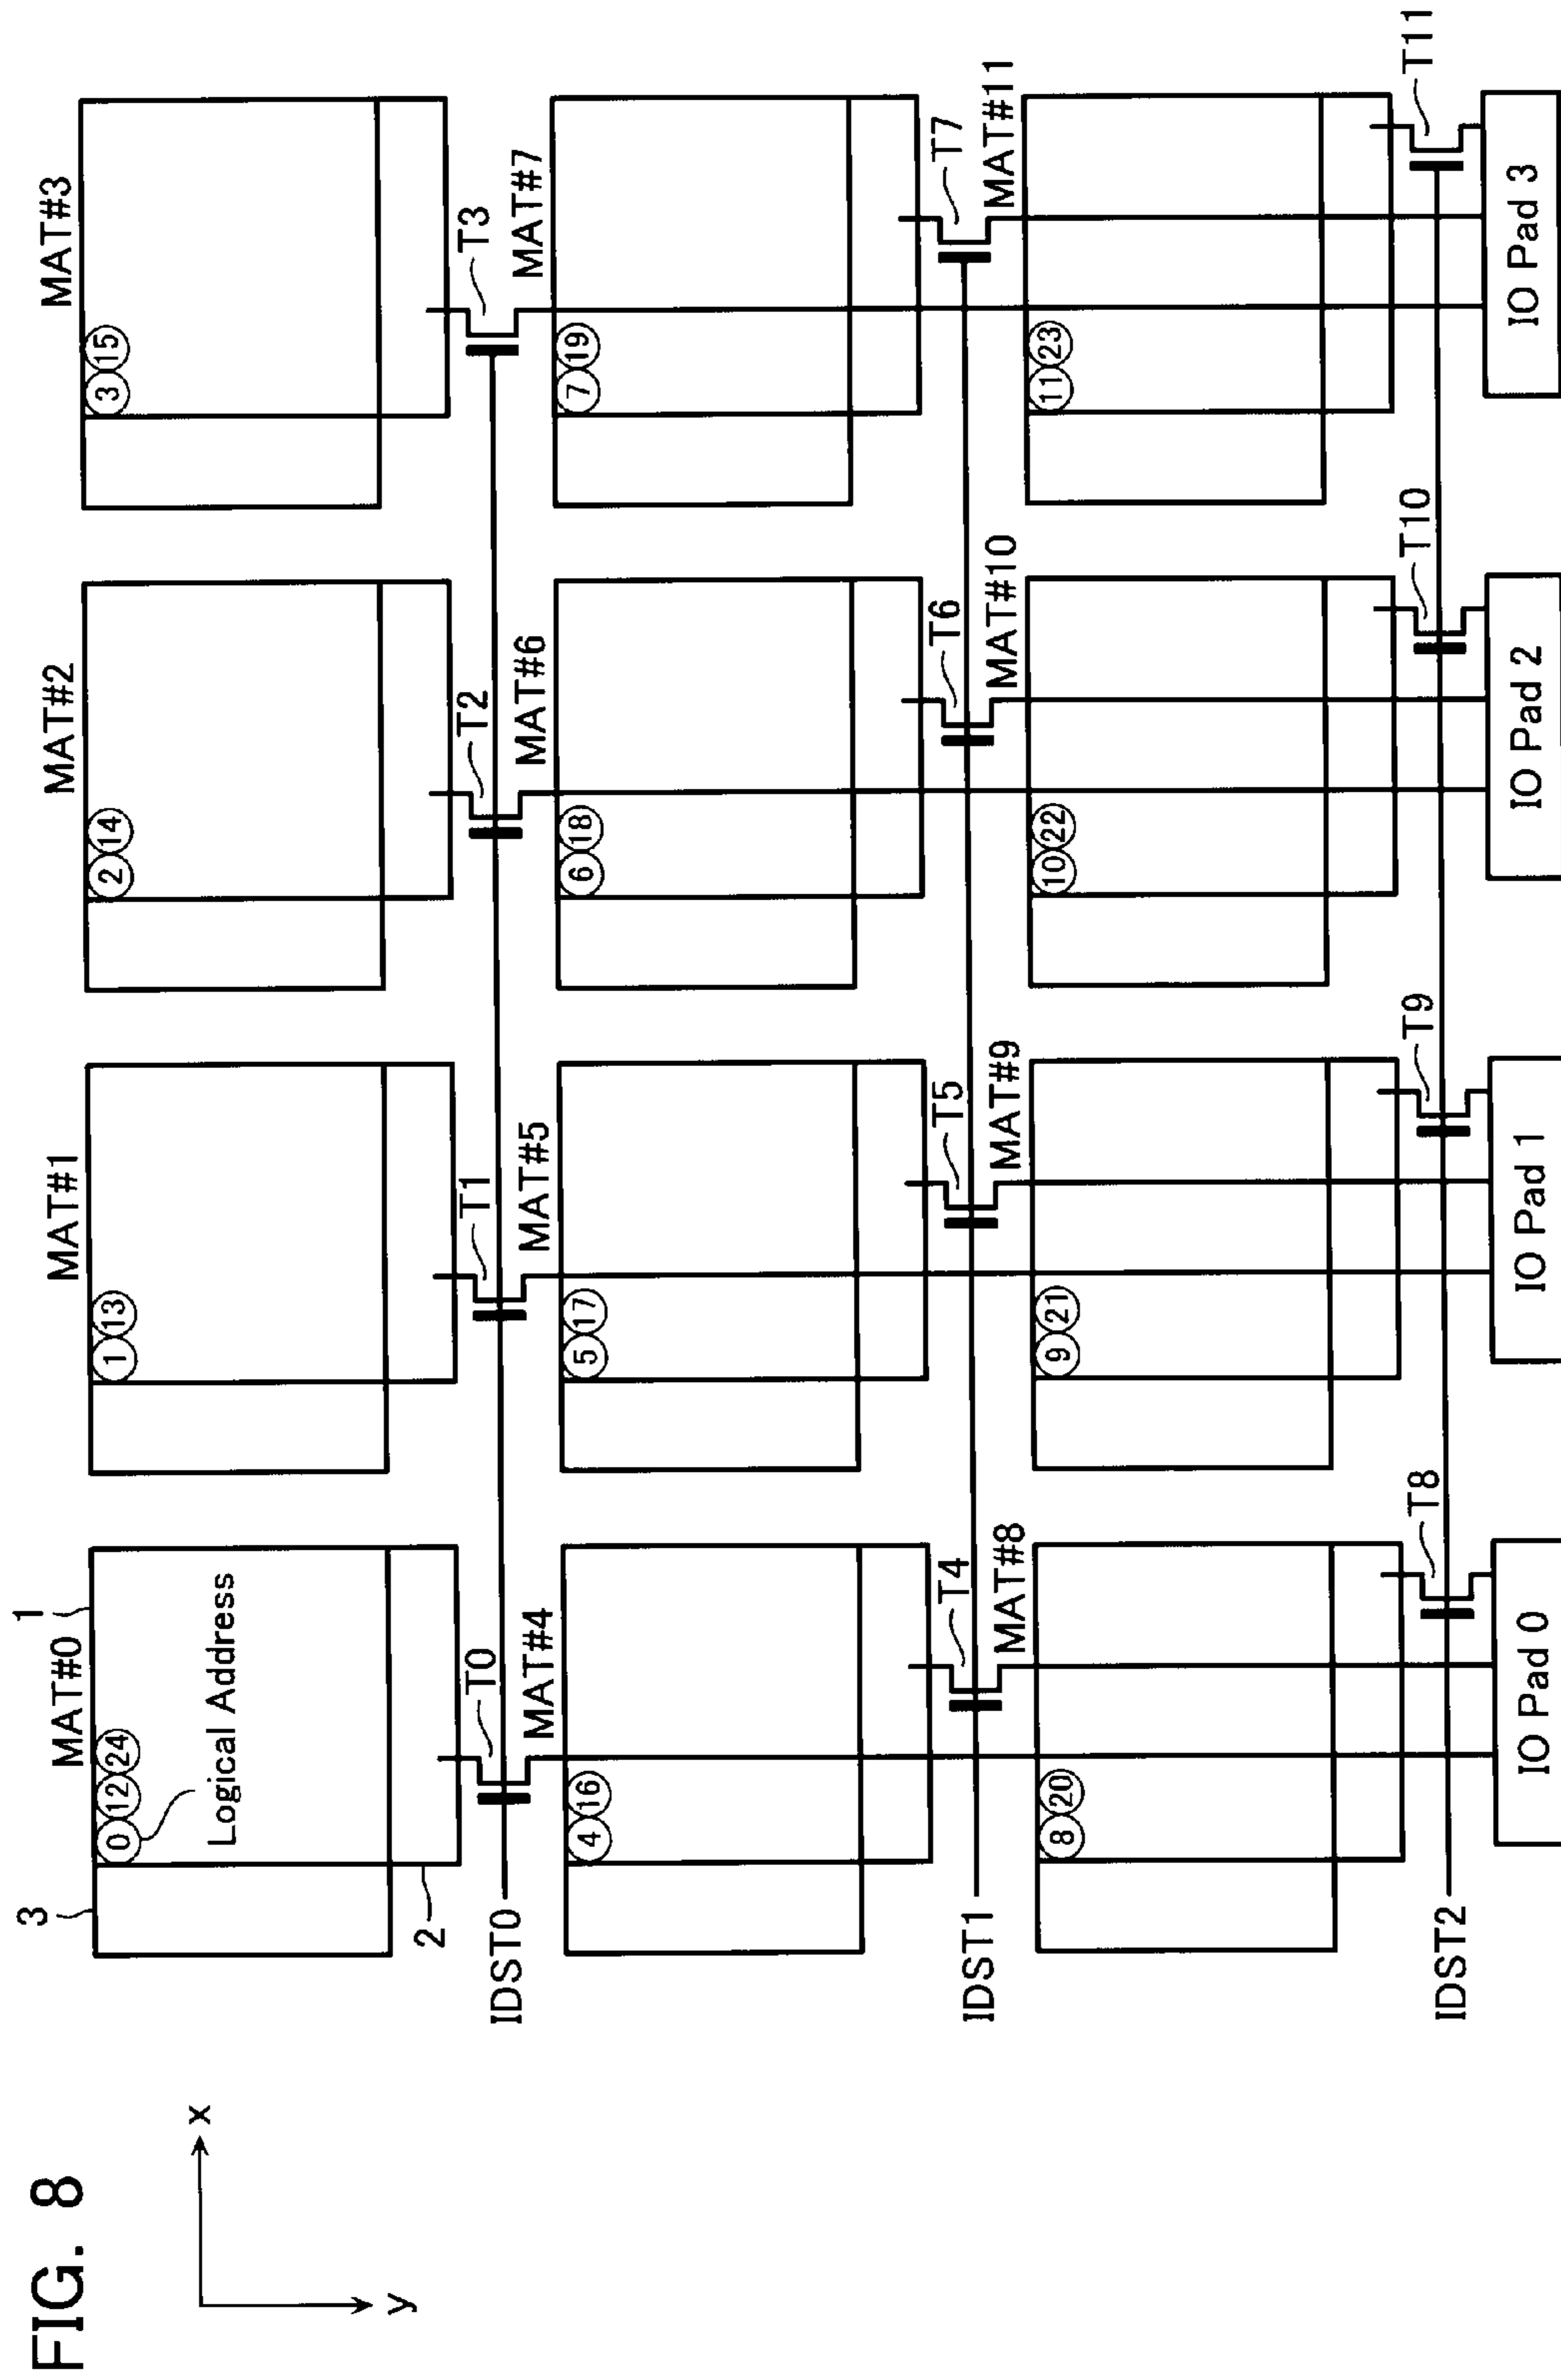 FIG. 8
x
y
3
MAT#0
1
MAT#1
MAT#2
MAT#3
0 12 24
1 13
2 14
3 15
Logical Address
2
T0
T1
T2
T3
IDST0
MAT#4
MAT#5
MAT#6
MAT#7
4 16
5 17
6 18
7 19
T4
T5
T6
T7
IDST1
MAT#8
MAT#9
MAT#10
MAT#11
8 20
9 21
10 22
11 23
T8
T9
T10
T11
IDST2
IO Pad 0
IO Pad 1
IO Pad 2
IO Pad 3